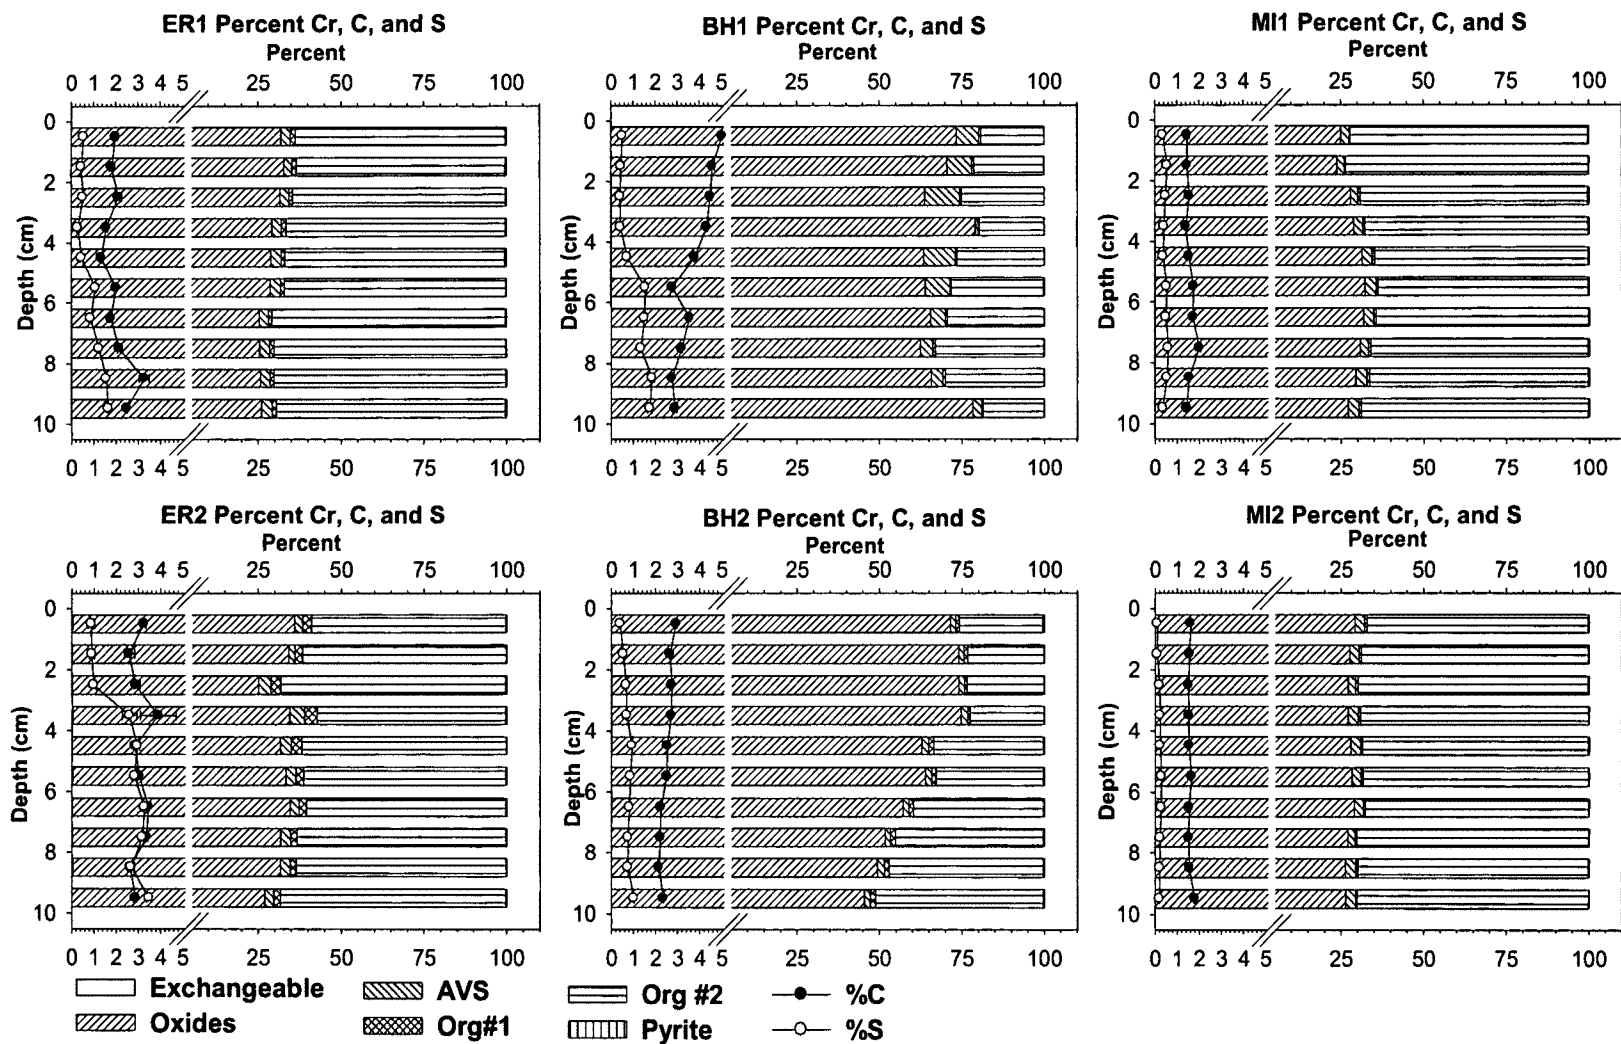 ER1 Percent Cr, C, and S
Percent
0 1 2 3 4 5 25 50 75 100
Depth (cm)
0
2
4
6
8
10
0 1 2 3 4 5 25 50 75 100
BH1 Percent Cr, C, and S
Percent
0 1 2 3 4 5 25 50 75 100
Depth (cm)
0
2
4
6
8
10
0 1 2 3 4 5 25 50 75 100
MI1 Percent Cr, C, and S
Percent
0 1 2 3 4 5 25 50 75 100
Depth (cm)
0
2
4
6
8
10
0 1 2 3 4 5 25 50 75 100
ER2 Percent Cr, C, and S
Percent
0 1 2 3 4 5 25 50 75 100
Depth (cm)
0
2
4
6
8
10
0 1 2 3 4 5 25 50 75 100
BH2 Percent Cr, C, and S
Percent
0 1 2 3 4 5 25 50 75 100
Depth (cm)
0
2
4
6
8
10
0 1 2 3 4 5 25 50 75 100
MI2 Percent Cr, C, and S
Percent
0 1 2 3 4 5 25 50 75 100
Depth (cm)
0
2
4
6
8
10
0 1 2 3 4 5 25 50 75 100
Exchangeable AVS Org #2 %C
Oxides Org#1 Pyrite %S